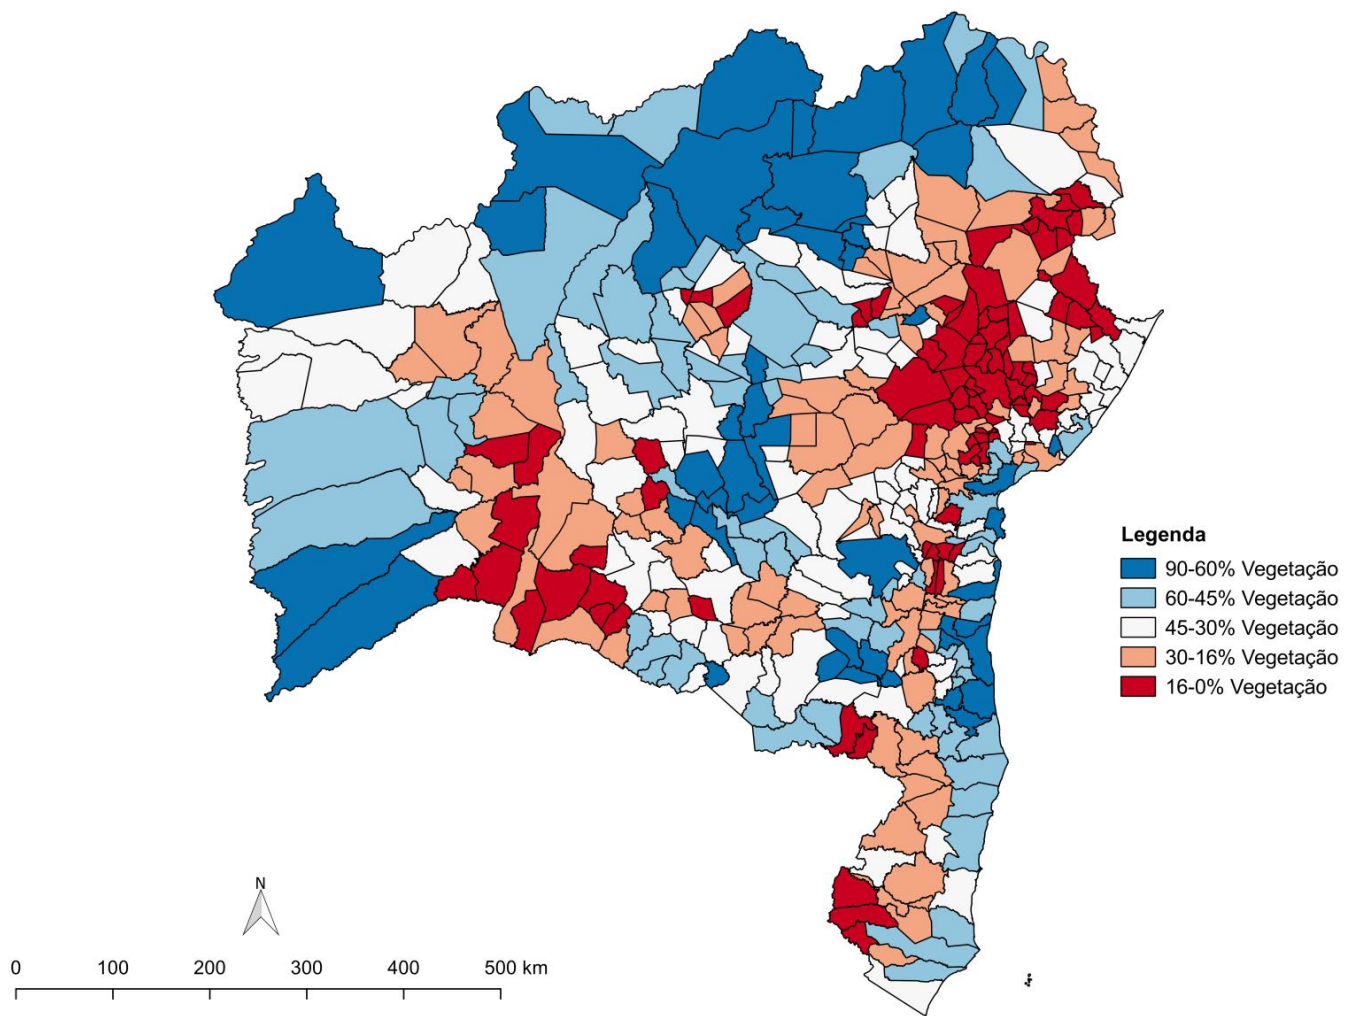 Legenda
90-60% Vegetação
60-45% Vegetação
45-30% Vegetação
30-16% Vegetação
16-0% Vegetação
N
0 100 200 300 400 500 km